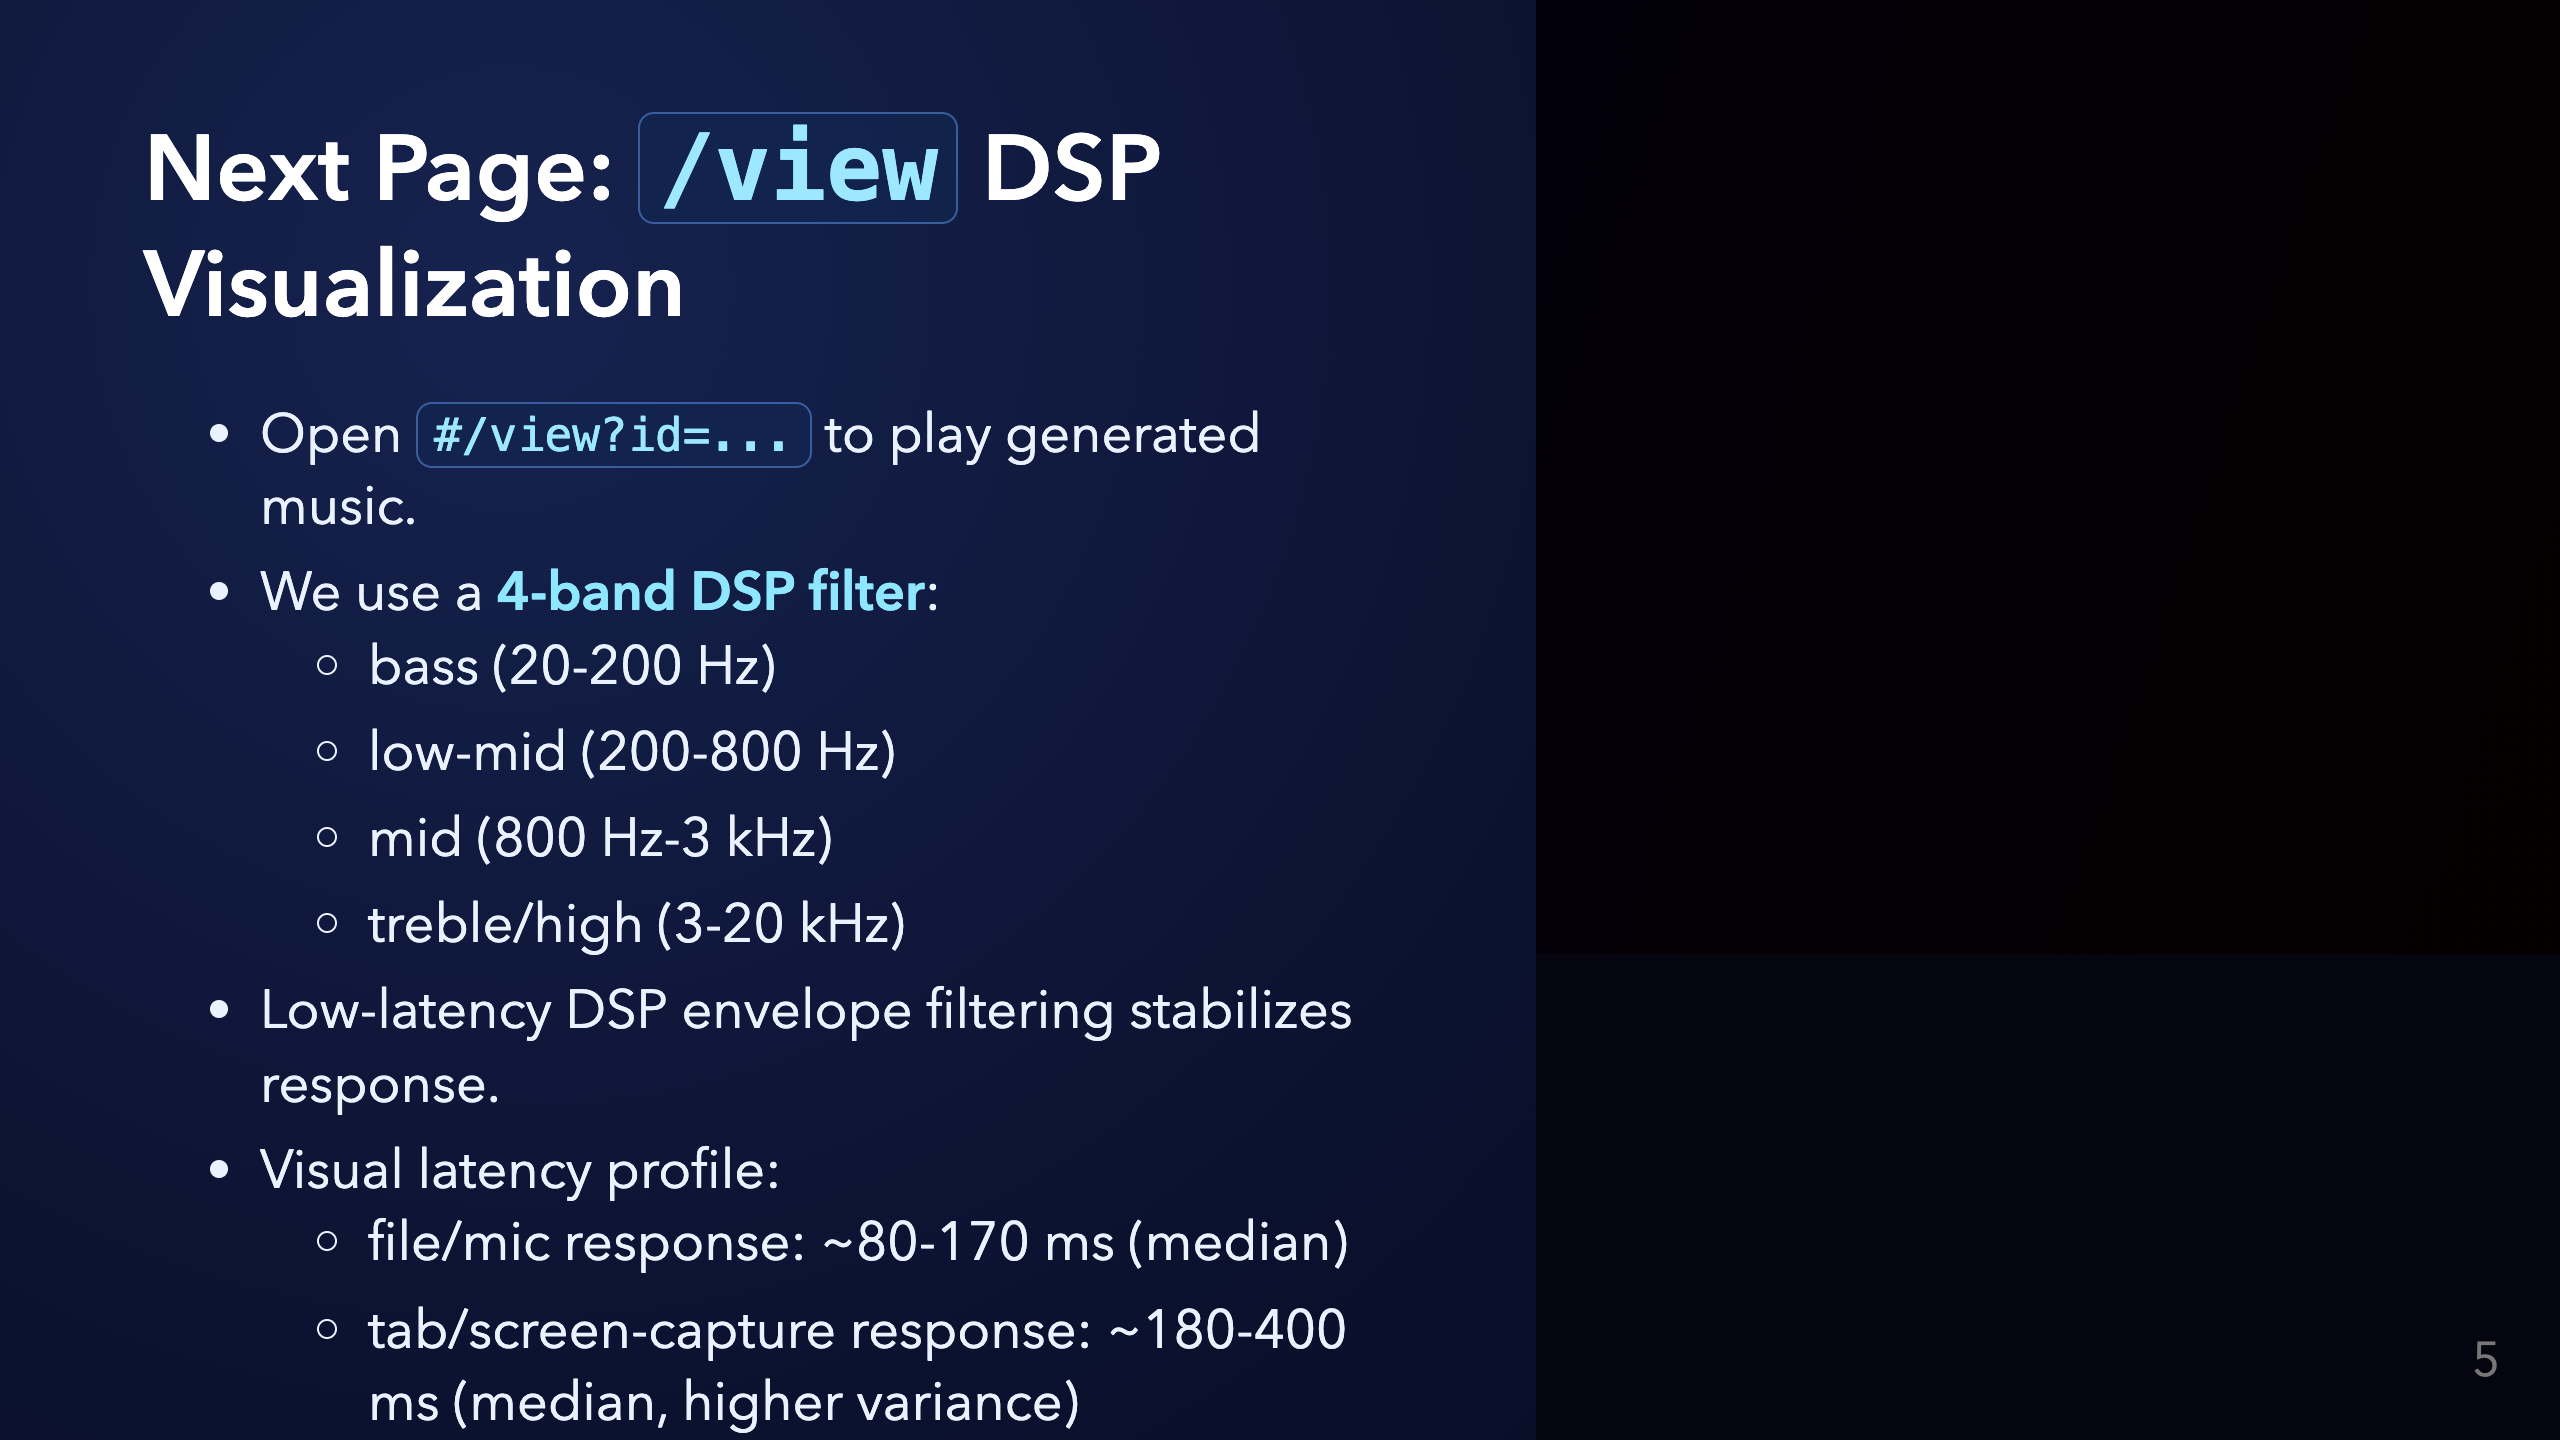 Next Page: /view DSP
Visualization
• Open #/view?id=... to play generated
music.
• We use a 4-band DSP filter:
○ bass (20-200 Hz)
○ low-mid (200-800 Hz)
○ mid (800 Hz-3 kHz)
○ treble/high (3-20 kHz)
• Low-latency DSP envelope filtering stabilizes
response.
• Visual latency profile:
○ file/mic response: ~80-170 ms (median)
○ tab/screen-capture response: ~180-400
ms (median, higher variance)
5